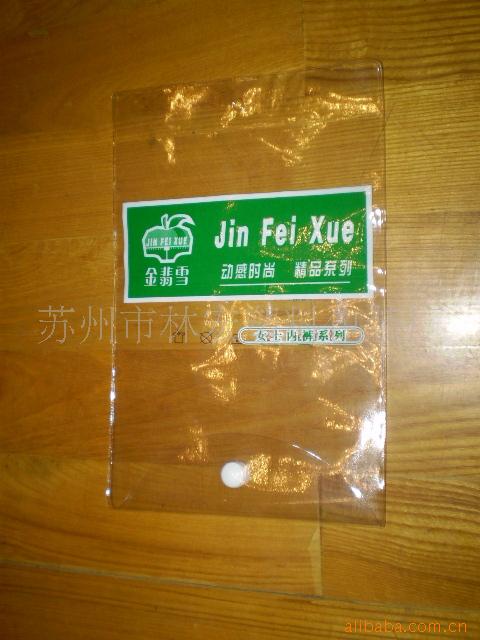 JIN FEI XUE
金翡雪
Jin Fei Xue
动感时尚 精品系列
苏州市林
女士内裤系列
alibaba.com.cn